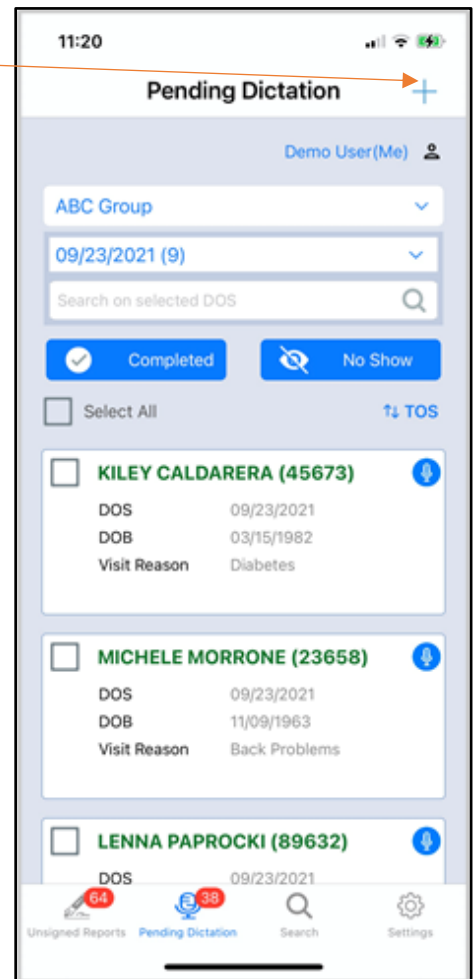 11:20
Pending Dictation +
Demo User(Me)
ABC Group
09/23/2021 (9)
Search on selected DOS
Completed No Show
Select All ↑↓ TOS
KILEY CALDARERA (45673)
DOS 09/23/2021
DOB 03/15/1982
Visit Reason Diabetes
MICHELE MORRONE (23658)
DOS 09/23/2021
DOB 11/09/1963
Visit Reason Back Problems
LENNA PAPROCKI (89632)
DOS 09/23/2021
64 38
Unsigned Reports Pending Dictation Search Settings